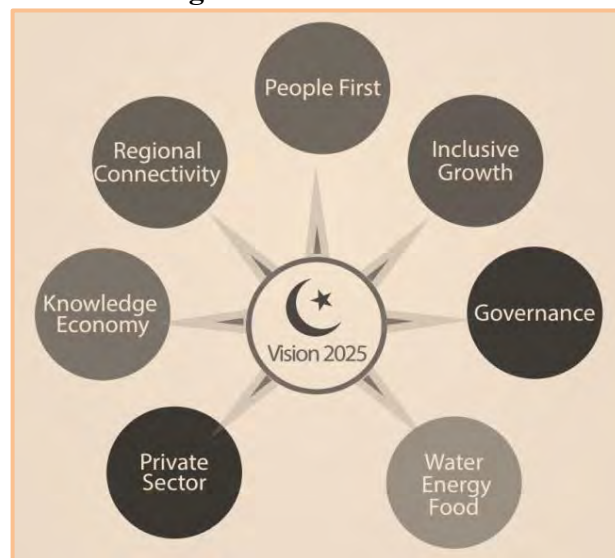 People First
Regional
Connectivity
Inclusive
Growth
Knowledge
Economy
Governance
Vision 2025
Private
Sector
Water
Energy
Food